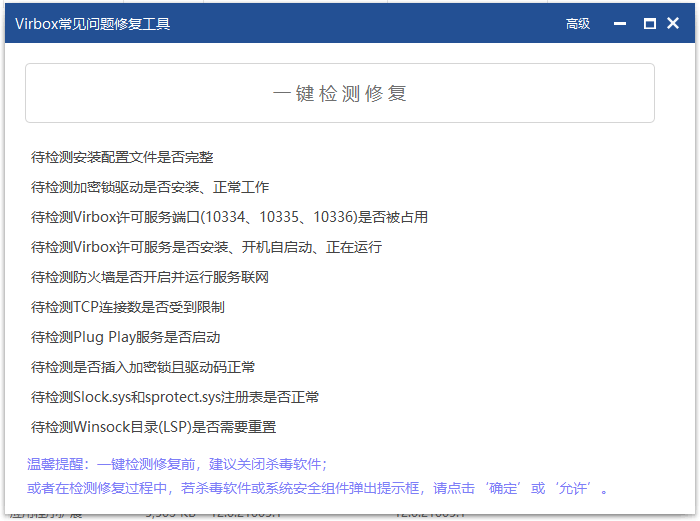 Virbox常见问题修复工具
高级
一键检测修复
待检测安装配置文件是否完整
待检测加密锁驱动是否安装、正常工作
待检测Virbox许可服务端口(10334、10335、10336)是否被占用
待检测Virbox许可服务是否安装、开机自启动、正在运行
待检测防火墙是否开启并运行服务联网
待检测TCP连接数是否受到限制
待检测Plug Play服务是否启动
待检测是否插入加密锁且驱动码正常
待检测Slock.sys和sprotect.sys注册表是否正常
待检测Winsock目录(LSP)是否需要重置
温馨提醒：一键检测修复前，建议关闭杀毒软件；
或者在检测修复过程中，若杀毒软件或系统安全组件弹出提示框，请点击‘确定’或‘允许’。